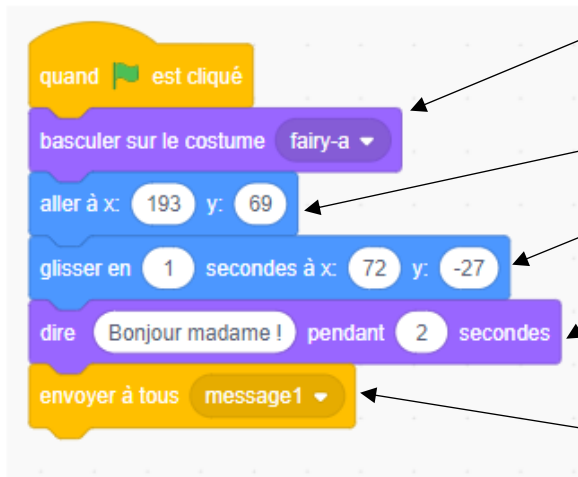 quand est cliqué
basculer sur le costume fairy-a
aller à x: 193 y: 69
glisser en 1 secondes à x: 72 y: -27
dire Bonjour madame ! pendant 2 secondes
envoyer à tous message1